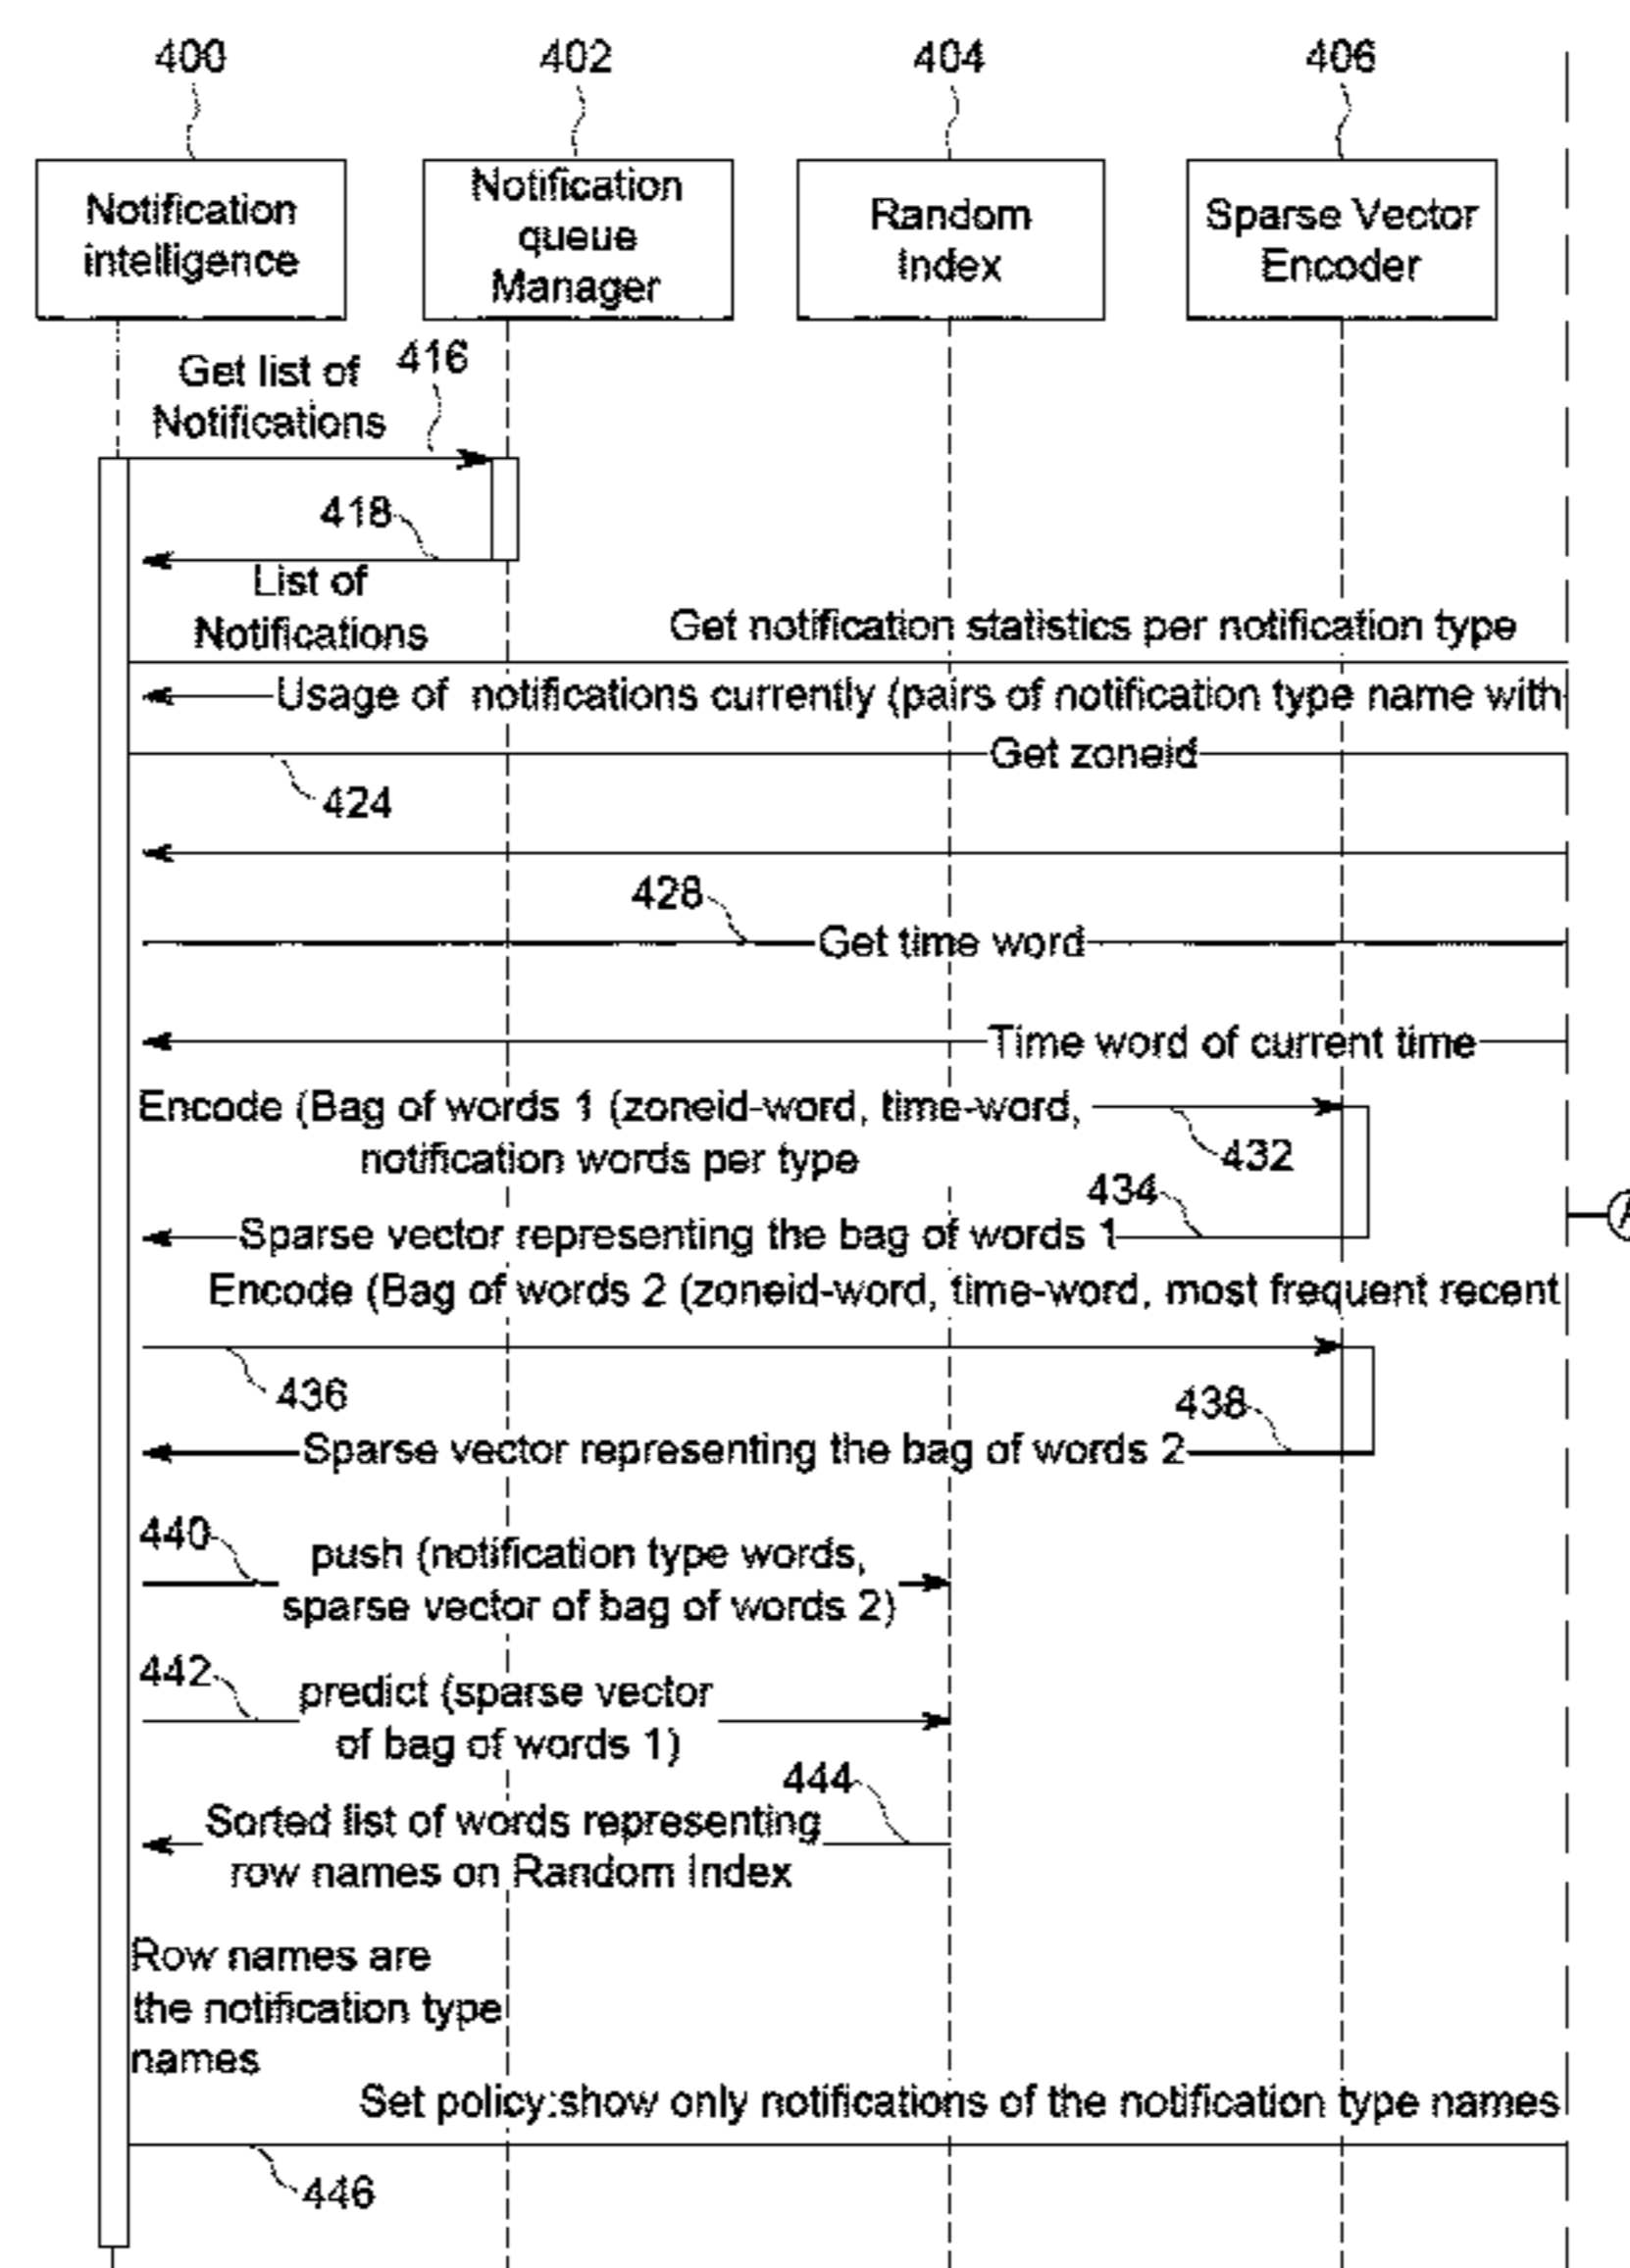 400
402
404
406
Notification
intelligence
Notification
queue
Manager
Random
Index
Sparse Vector
Encoder
Get list of
Notifications
416
418
List of
Notifications
Get notification statistics per notification type
Usage of notifications currently (pairs of notification type name with
Get zoneid
424
428
Get time word
Time word of current time
Encode (Bag of words 1 (zoneid-word, time-word,
notification words per type
432
434
Sparse vector representing the bag of words 1
Encode (Bag of words 2 (zoneid-word, time-word, most frequent recent
436
438
Sparse vector representing the bag of words 2
440
push (notification type words,
sparse vector of bag of words 2)
442
predict (sparse vector
of bag of words 1)
444
Sorted list of words representing
row names on Random Index
Row names are
the notification type
names
Set policy:show only notifications of the notification type names
446